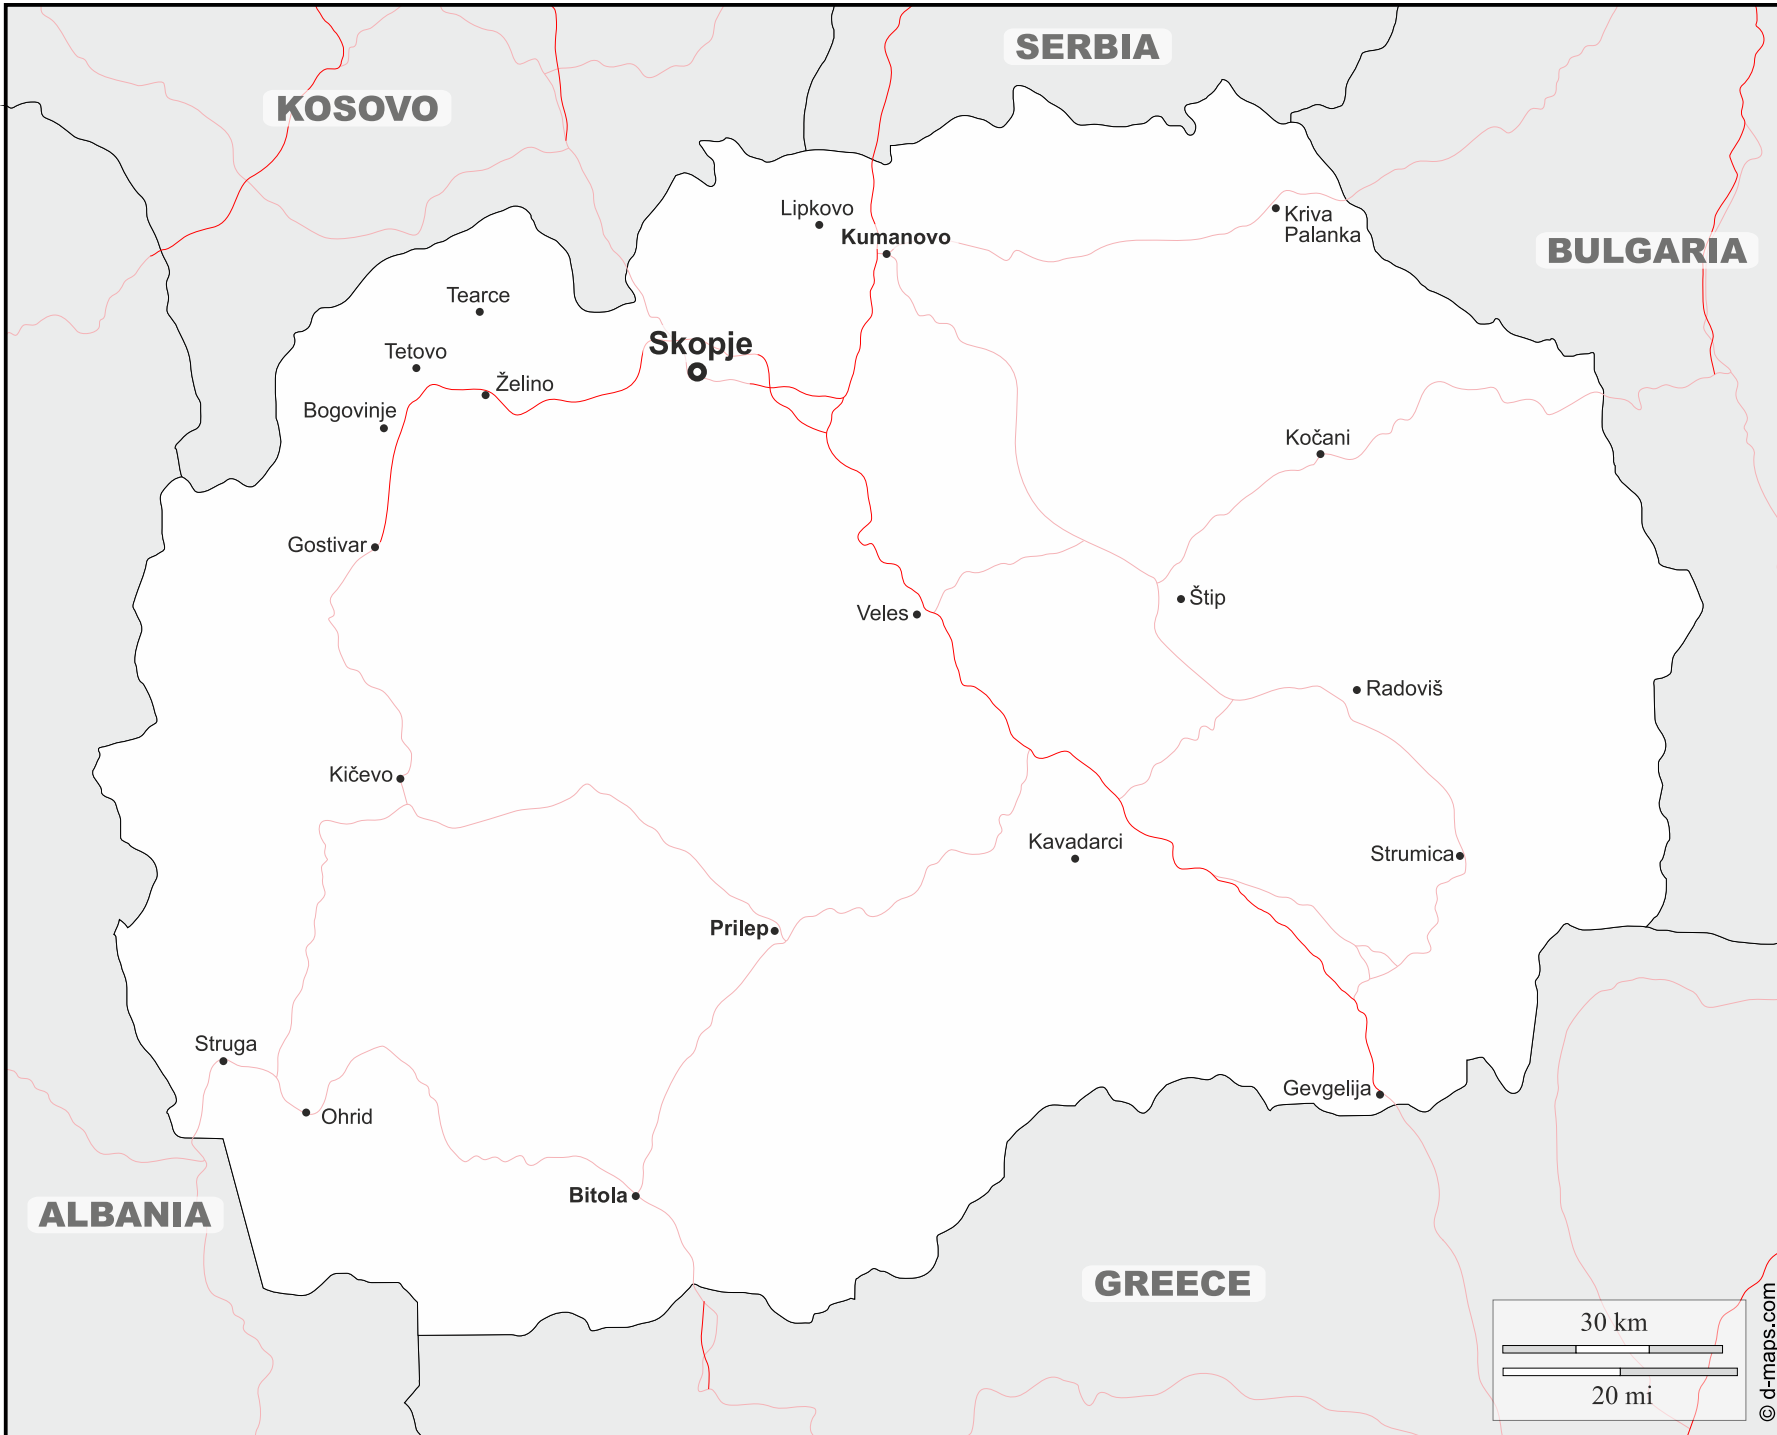 SERBIA
KOSOVO
Lipkovo
Kumanovo
Kriva
Palanka
BULGARIA
Tearce
Skopje
Tetovo
Želino
Bogovinje
Kočani
Gostivar
Veles
Štip
Radoviš
Kičevo
Kavadarci
Strumica
Prilep
Struga
Ohrid
Gevgelija
Bitola
ALBANIA
GREECE
30 km
20 mi
© d-maps.com